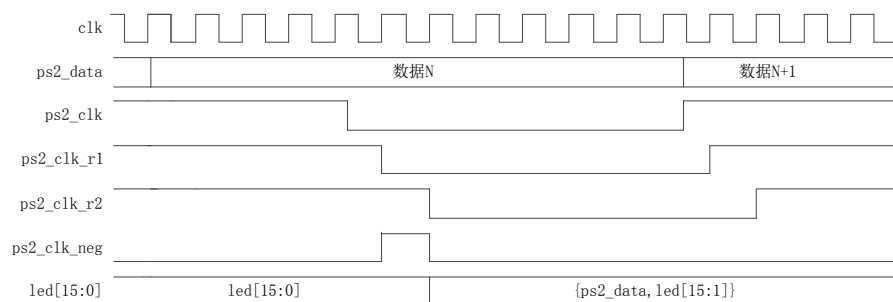 clk
ps2_data 数据N 数据N+1
ps2_clk
ps2_clk_r1
ps2_clk_r2
ps2_clk_neg
led[15:0] led[15:0] {ps2_data,led[15:1]}